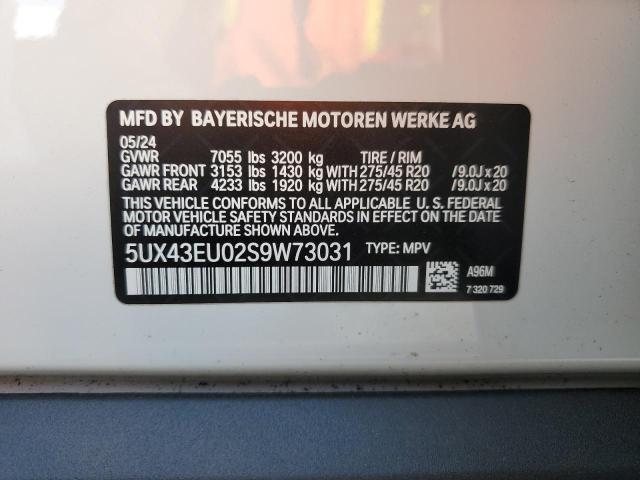 MFD BY BAYERISCHE MOTOREN WERKE AG
05/24
GVWR 7055 lbs 3200 kg TIRE / RIM
GAWR FRONT 3153 lbs 1430 kg WITH 275/45 R20 /9.0J x 20
GAWR REAR 4233 lbs 1920 kg WITH 275/45 R20 /9.0J x 20
THIS VEHICLE CONFORMS TO ALL APPLICABLE U. S. FEDERAL
MOTOR VEHICLE SAFETY STANDARDS IN EFFECT ON THE DATE OF
MANUFACTURE SHOWN ABOVE.
5UX43EU02S9W73031 TYPE: MPV
A96M
7 320 729